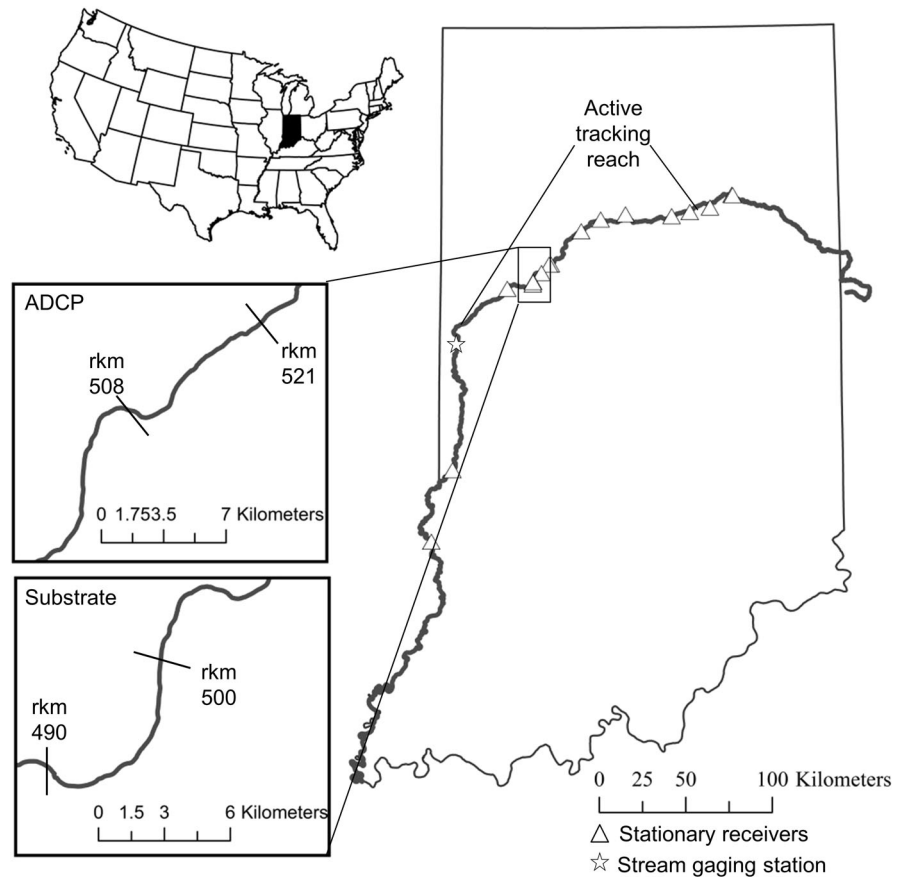 Active
tracking
reach
ADCP
rkm
508
rkm
521
0 1.753.5 7 Kilometers
Substrate
rkm
500
rkm
490
0 1.5 3 6 Kilometers
0 25 50 100 Kilometers
Stationary receivers
Stream gaging station